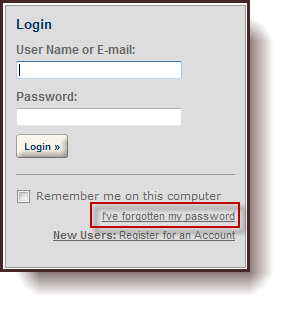 Login
User Name or E-mail:
Password:
Login »
Remember me on this computer
I've forgotten my password
New Users: Register for an Account